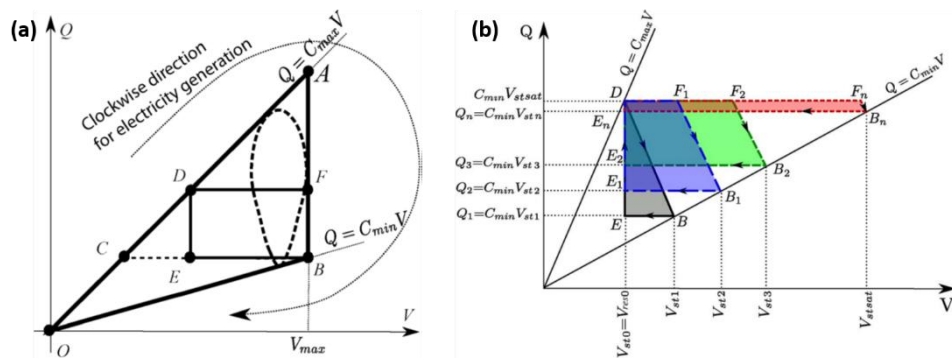 (a)
Q
Clockwise direction
for electricity generation
Q = CmaxV
A
D
F
C
E
Q = CminV
B
O
Vmax
V
(b)
Q
Q = CmaxV
Q = CminV
CminVstsat
D
F1
F2
Fn
Qn=CminVstn
En
Bn
E2
Q3=CminVst3
B2
E1
Q2=CminVst2
B1
Q1=CminVst1
E
B
V
Vst0=Vres0
Vst1
Vst2
Vst3
Vstsat